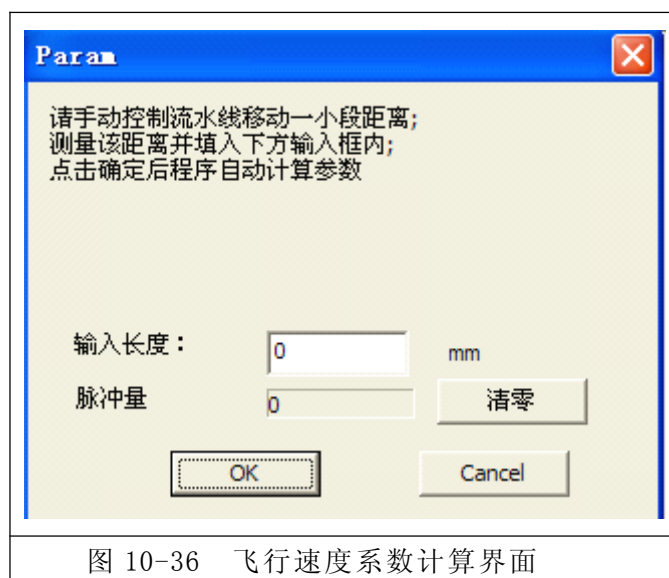 Param
请手动控制流水线移动一小段距离;
测量该距离并填入下方输入框内;
点击确定后程序自动计算参数
输入长度： 0 mm
脉冲量 0 清零
OK Cancel
图 10-36 飞行速度系数计算界面